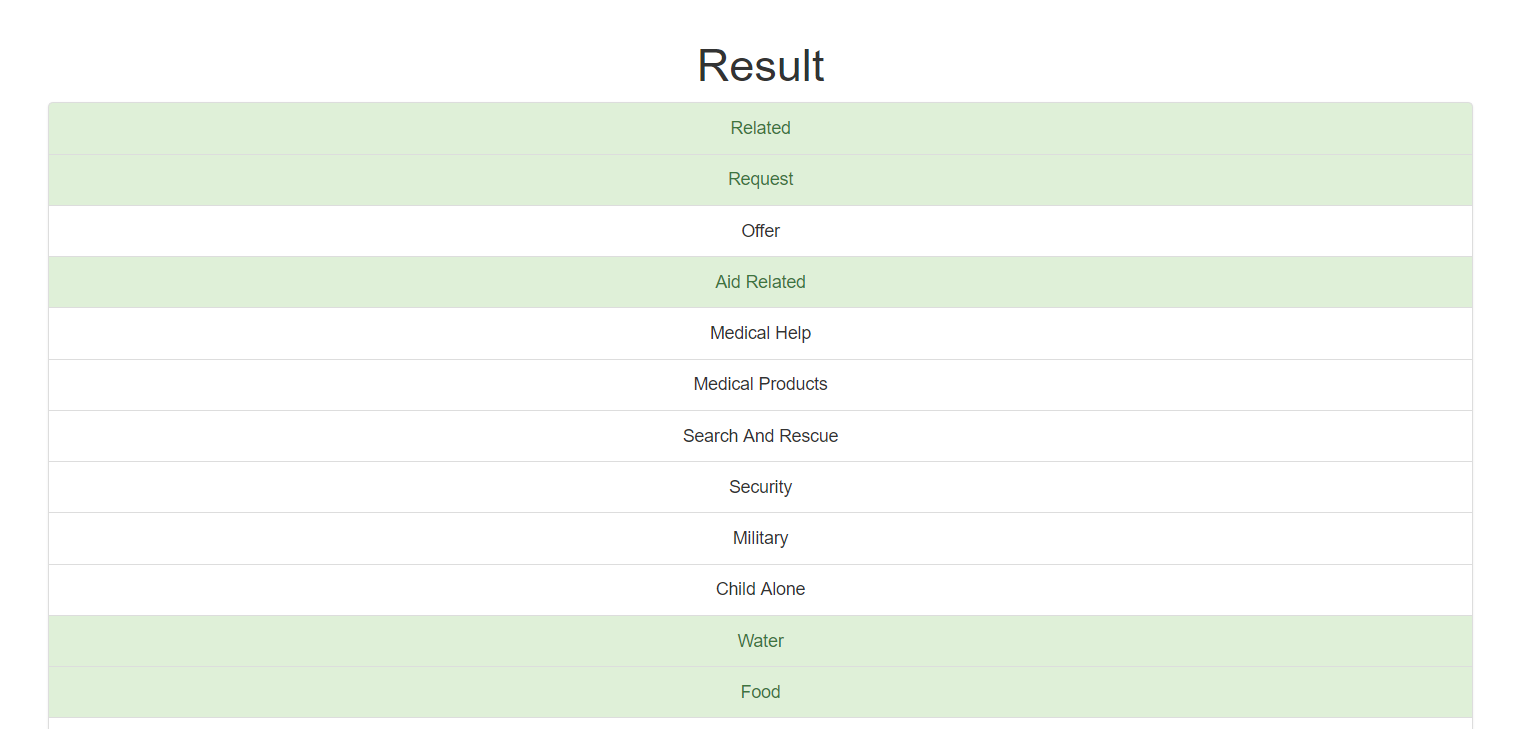 Result
Related
Request
Offer
Aid Related
Medical Help
Medical Products
Search And Rescue
Security
Military
Child Alone
Water
Food